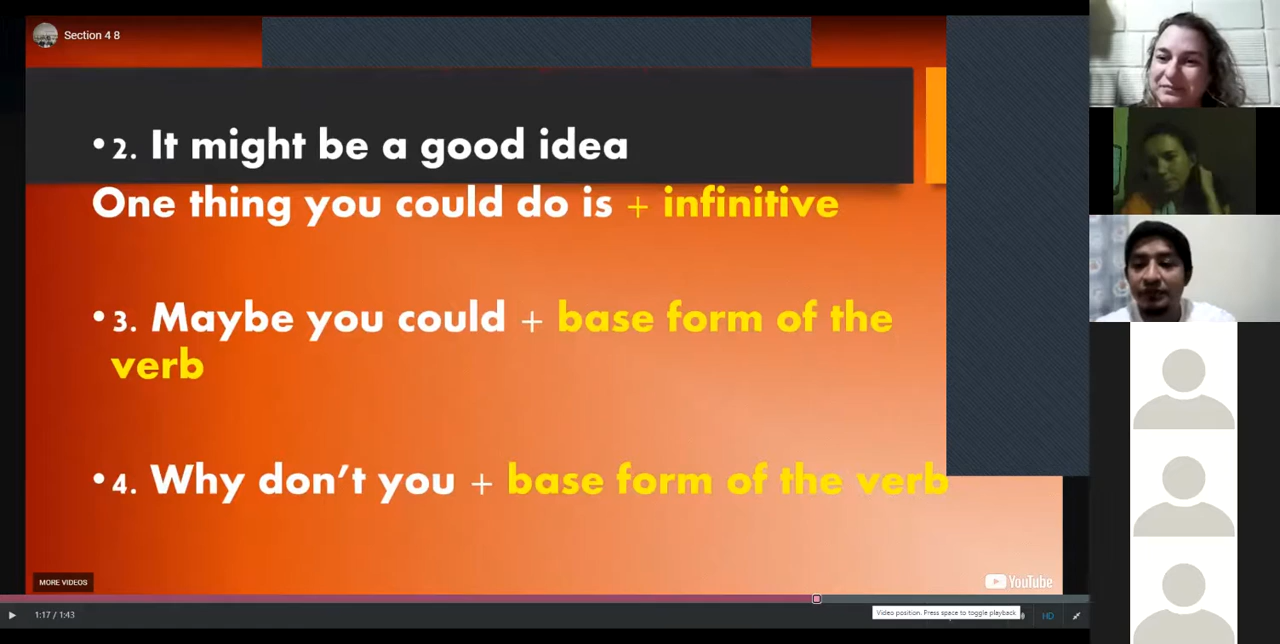 Section 4 8
• 2. It might be a good idea
One thing you could do is + infinitive
• 3. Maybe you could + base form of the
verb
• 4. Why don't you + base form of the verb
MORE VIDEOS
YouTube
1:17 / 1:43
Video position. Press space to toggle playback
HD